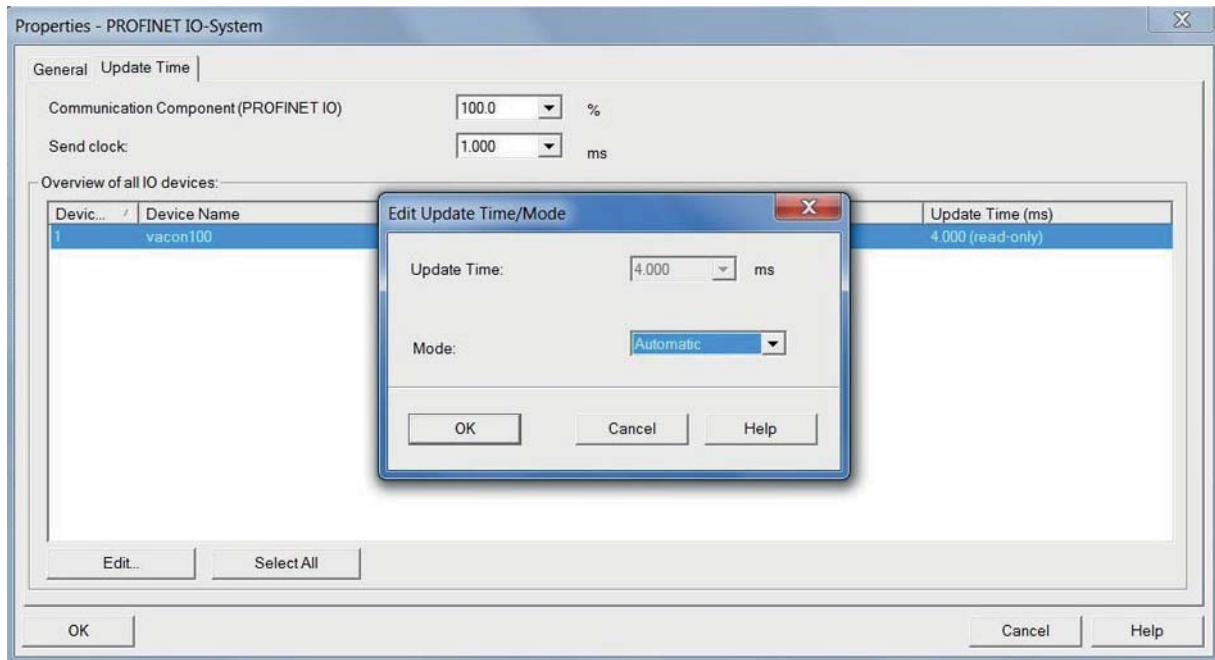 Properties - PROFINET IO-System
General Update Time
Communication Component (PROFINET IO) 100.0 %
Send clock: 1.000 ms
Overview of all IO devices:
Devic... / Device Name Update Time (ms)
1 vacon100 4.000 (read-only)
Edit Update Time/Mode
Update Time: 4.000 ms
Mode: Automatic
OK Cancel Help
Edit... Select All
OK Cancel Help